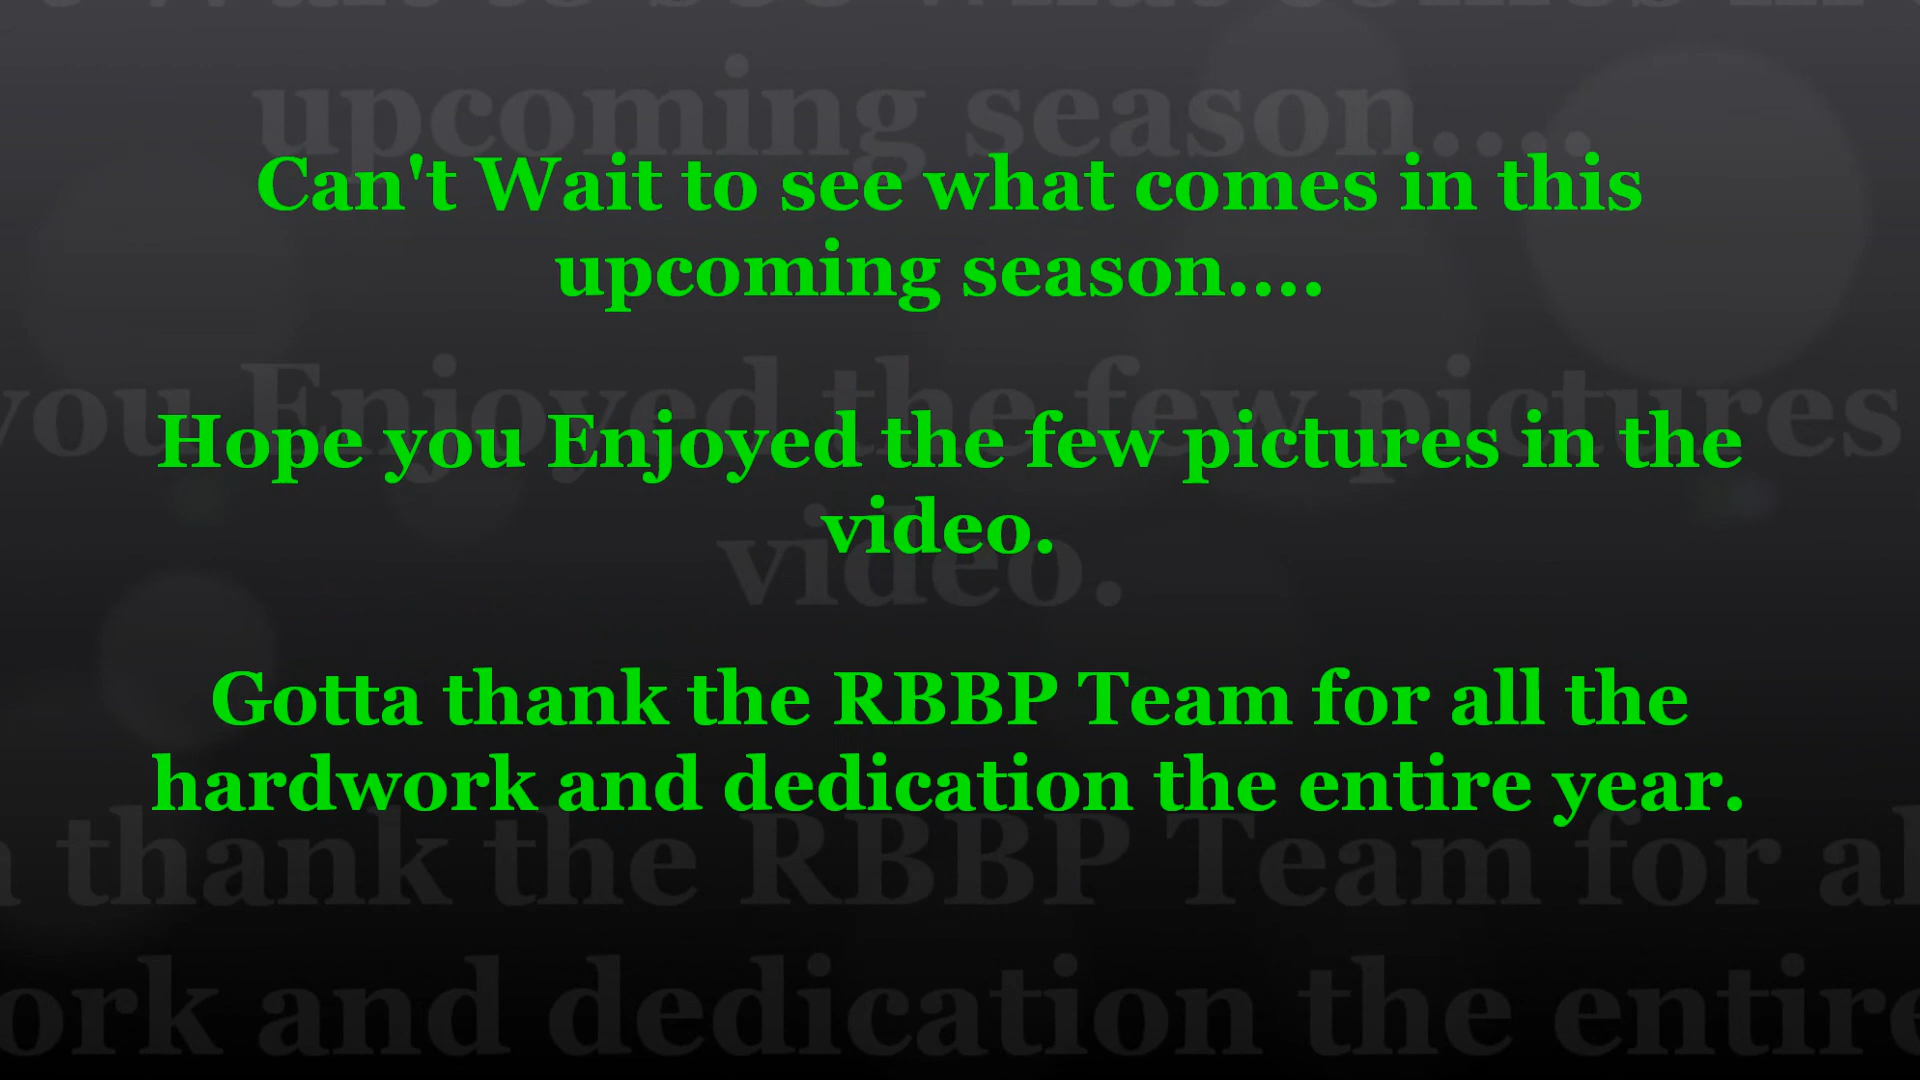 Can't Wait to see what comes in this
upcoming season....
Hope you Enjoyed the few pictures in the
video.
Gotta thank the RBBP Team for all the
hardwork and dedication the entire year.